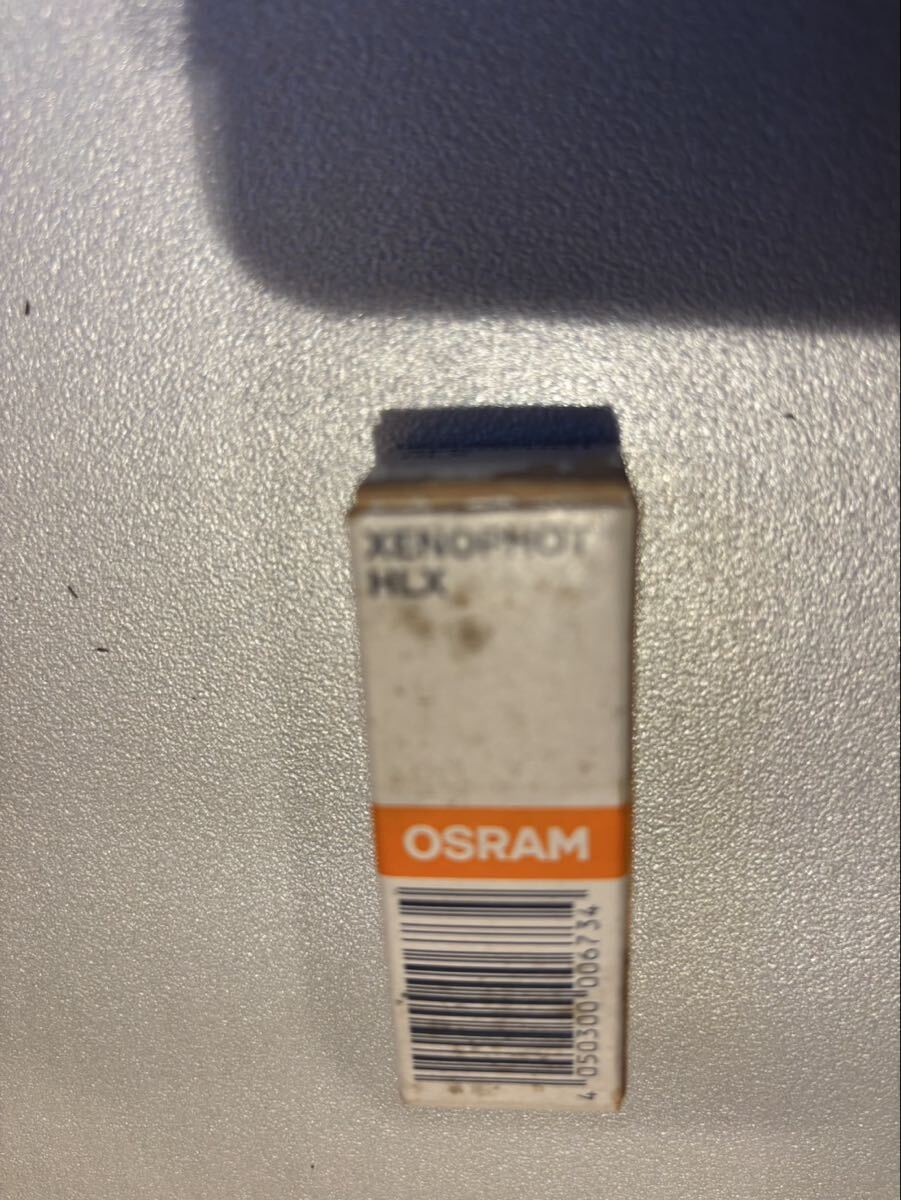 XENOPHOT
HLX
OSRAM
4 050300 006734